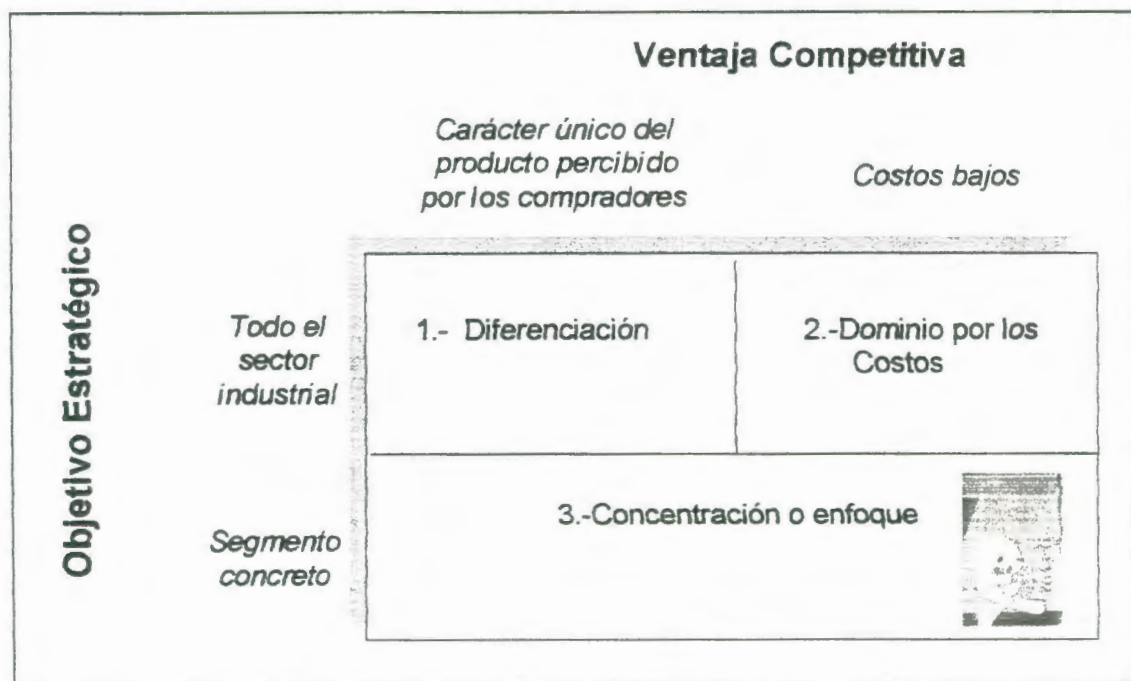 Ventaja Competitiva
Carácter único del
producto percibido
por los compradores
Costos bajos
Objetivo Estratégico
Todo el
sector
industrial
1.- Diferenciación
2.-Dominio por los
Costos
Segmento
concreto
3.-Concentración o enfoque